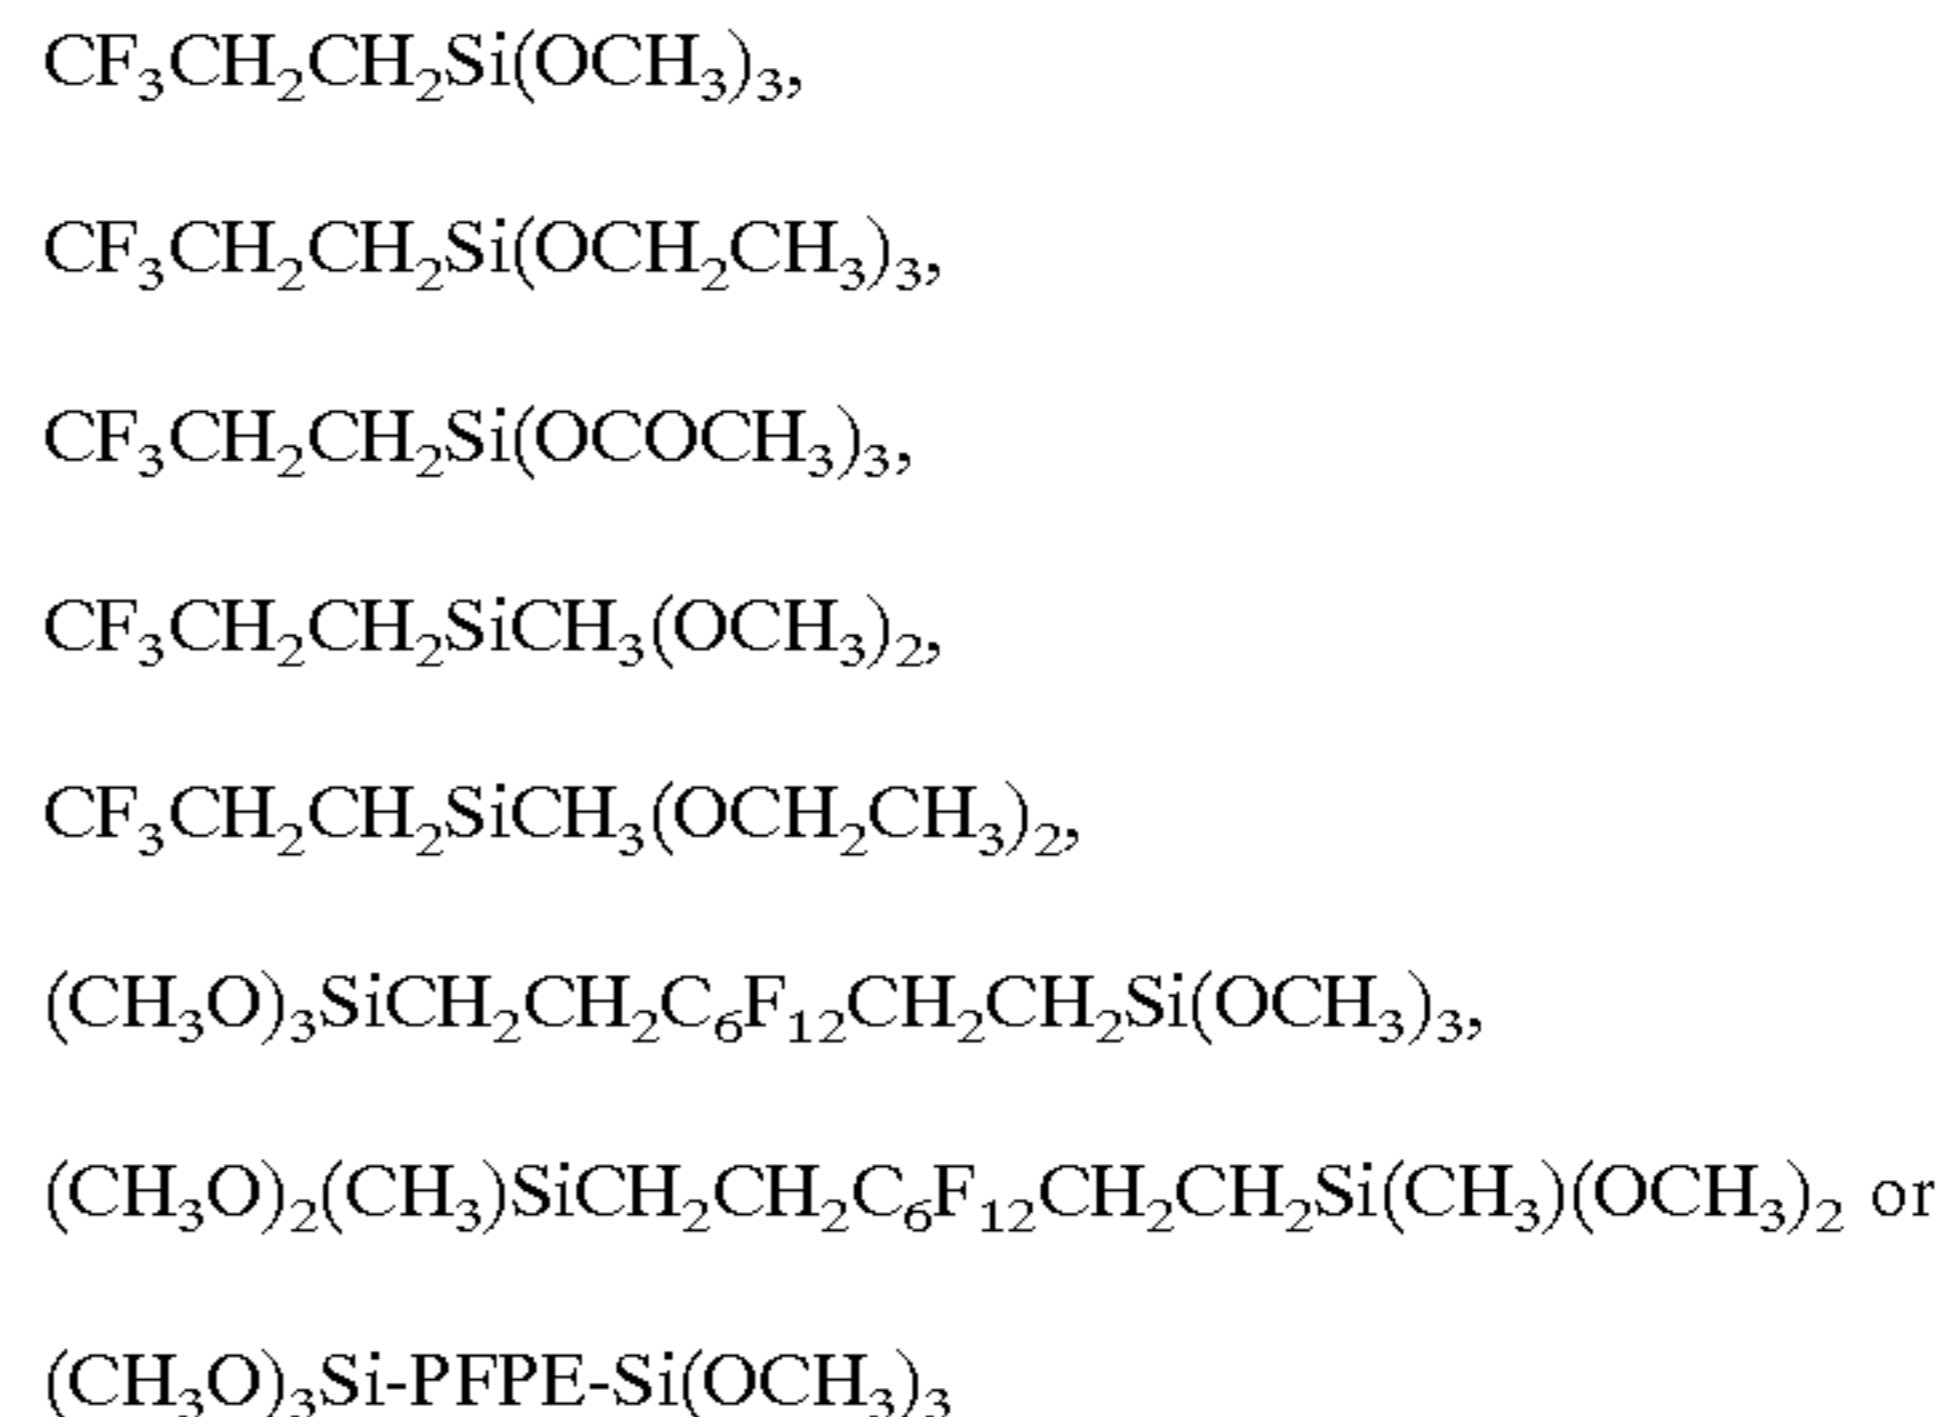 CF₃CH₂CH₂Si(OCH₃)₃,
CF₃CH₂CH₂Si(OCH₂CH₃)₃,
CF₃CH₂CH₂Si(OCOCH₃)₃,
CF₃CH₂CH₂SiCH₃(OCH₃)₂,
CF₃CH₂CH₂SiCH₃(OCH₂CH₃)₂,
(CH₃O)₃SiCH₂CH₂C₆F₁₂CH₂CH₂Si(OCH₃)₃,
(CH₃O)₂(CH₃)SiCH₂CH₂C₆F₁₂CH₂CH₂Si(CH₃)(OCH₃)₂ or
(CH₃O)₃Si-PFPE-Si(OCH₃)₃